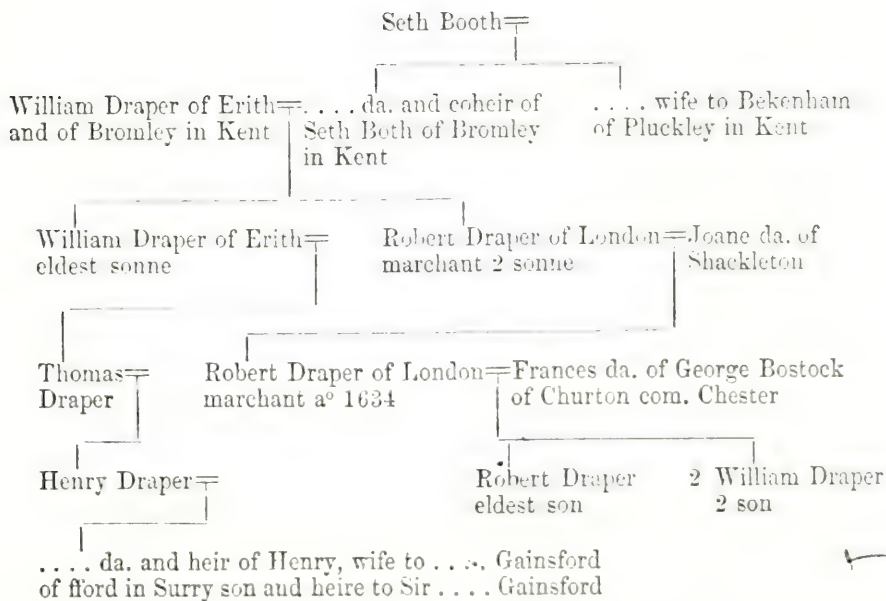 Seth Booth
William Draper of Erith
and of Bromley in Kent
. . . . da. and coheir of
Seth Both of Bromley
in Kent
. . . . wife to Bekenham
of Pluckley in Kent
William Draper of Erith
eldest sonne
Robert Draper of London
marchant 2 sonne
Joane da. of
Shackleton
Thomas
Draper
Robert Draper of London
marchant aº 1634
Frances da. of George Bostock
of Churton com. Chester
Henry Draper
Robert Draper
eldest son
2 William Draper
2 son
. . . . da. and heir of Henry, wife to . . . . Gainsford
of fford in Surry son and heire to Sir . . . . Gainsford